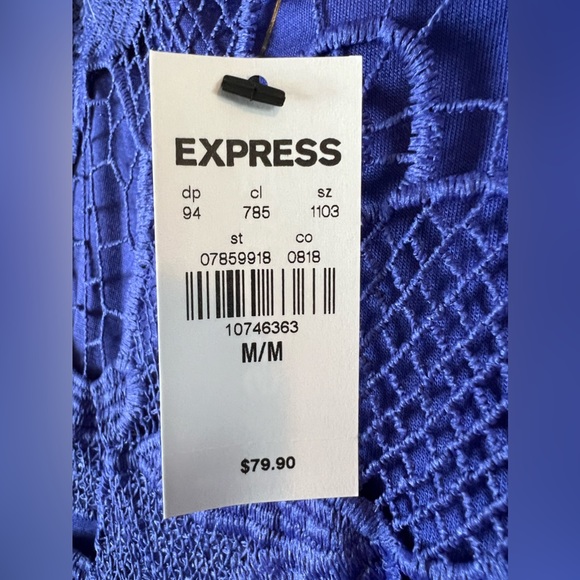 EXPRESS
dp cl sz
94 785 1103
st co
07859918 0818
10746363
M/M
$79.90